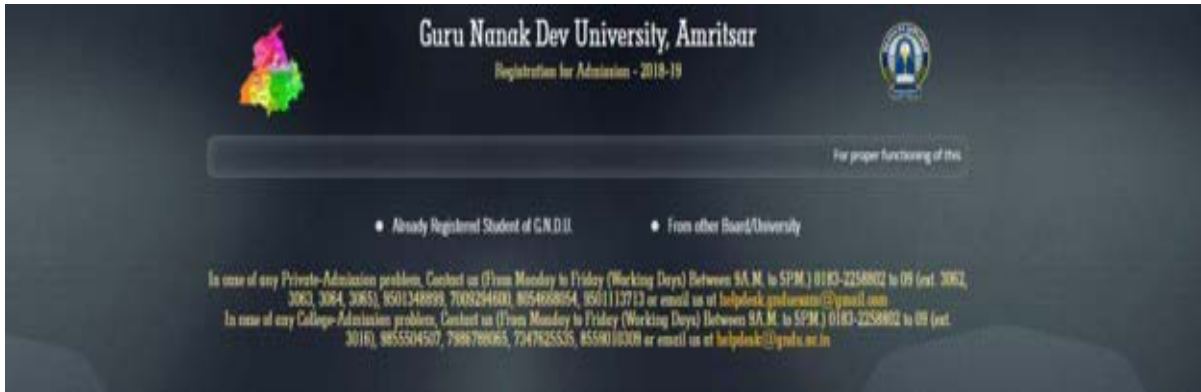 Guru Nanak Dev University, Amritsar
Registration for Admission - 2018-19
For proper functioning of this
Already Registered Student of G.N.D.U.
From other Board/University
In case of any Private-Admission problem, Contact us (From Monday to Friday (Working Days) Between 9A.M. to 5PM.) 0183-2258802 to 09 (ext. 3062,
3063, 3064, 3065), 9501348899, 7009294600, 8054668054, 9501113713 or email us at
In case of any College-Admission problem, Contact us (From Monday to Friday (Working Days) Between 9A.M. to 5PM.) 0183-2258802 to 09 (ext.
3016), 9855504507, 7986788065, 7347625535, 8559010309 or email us at helpdesk@gndu.ac.in